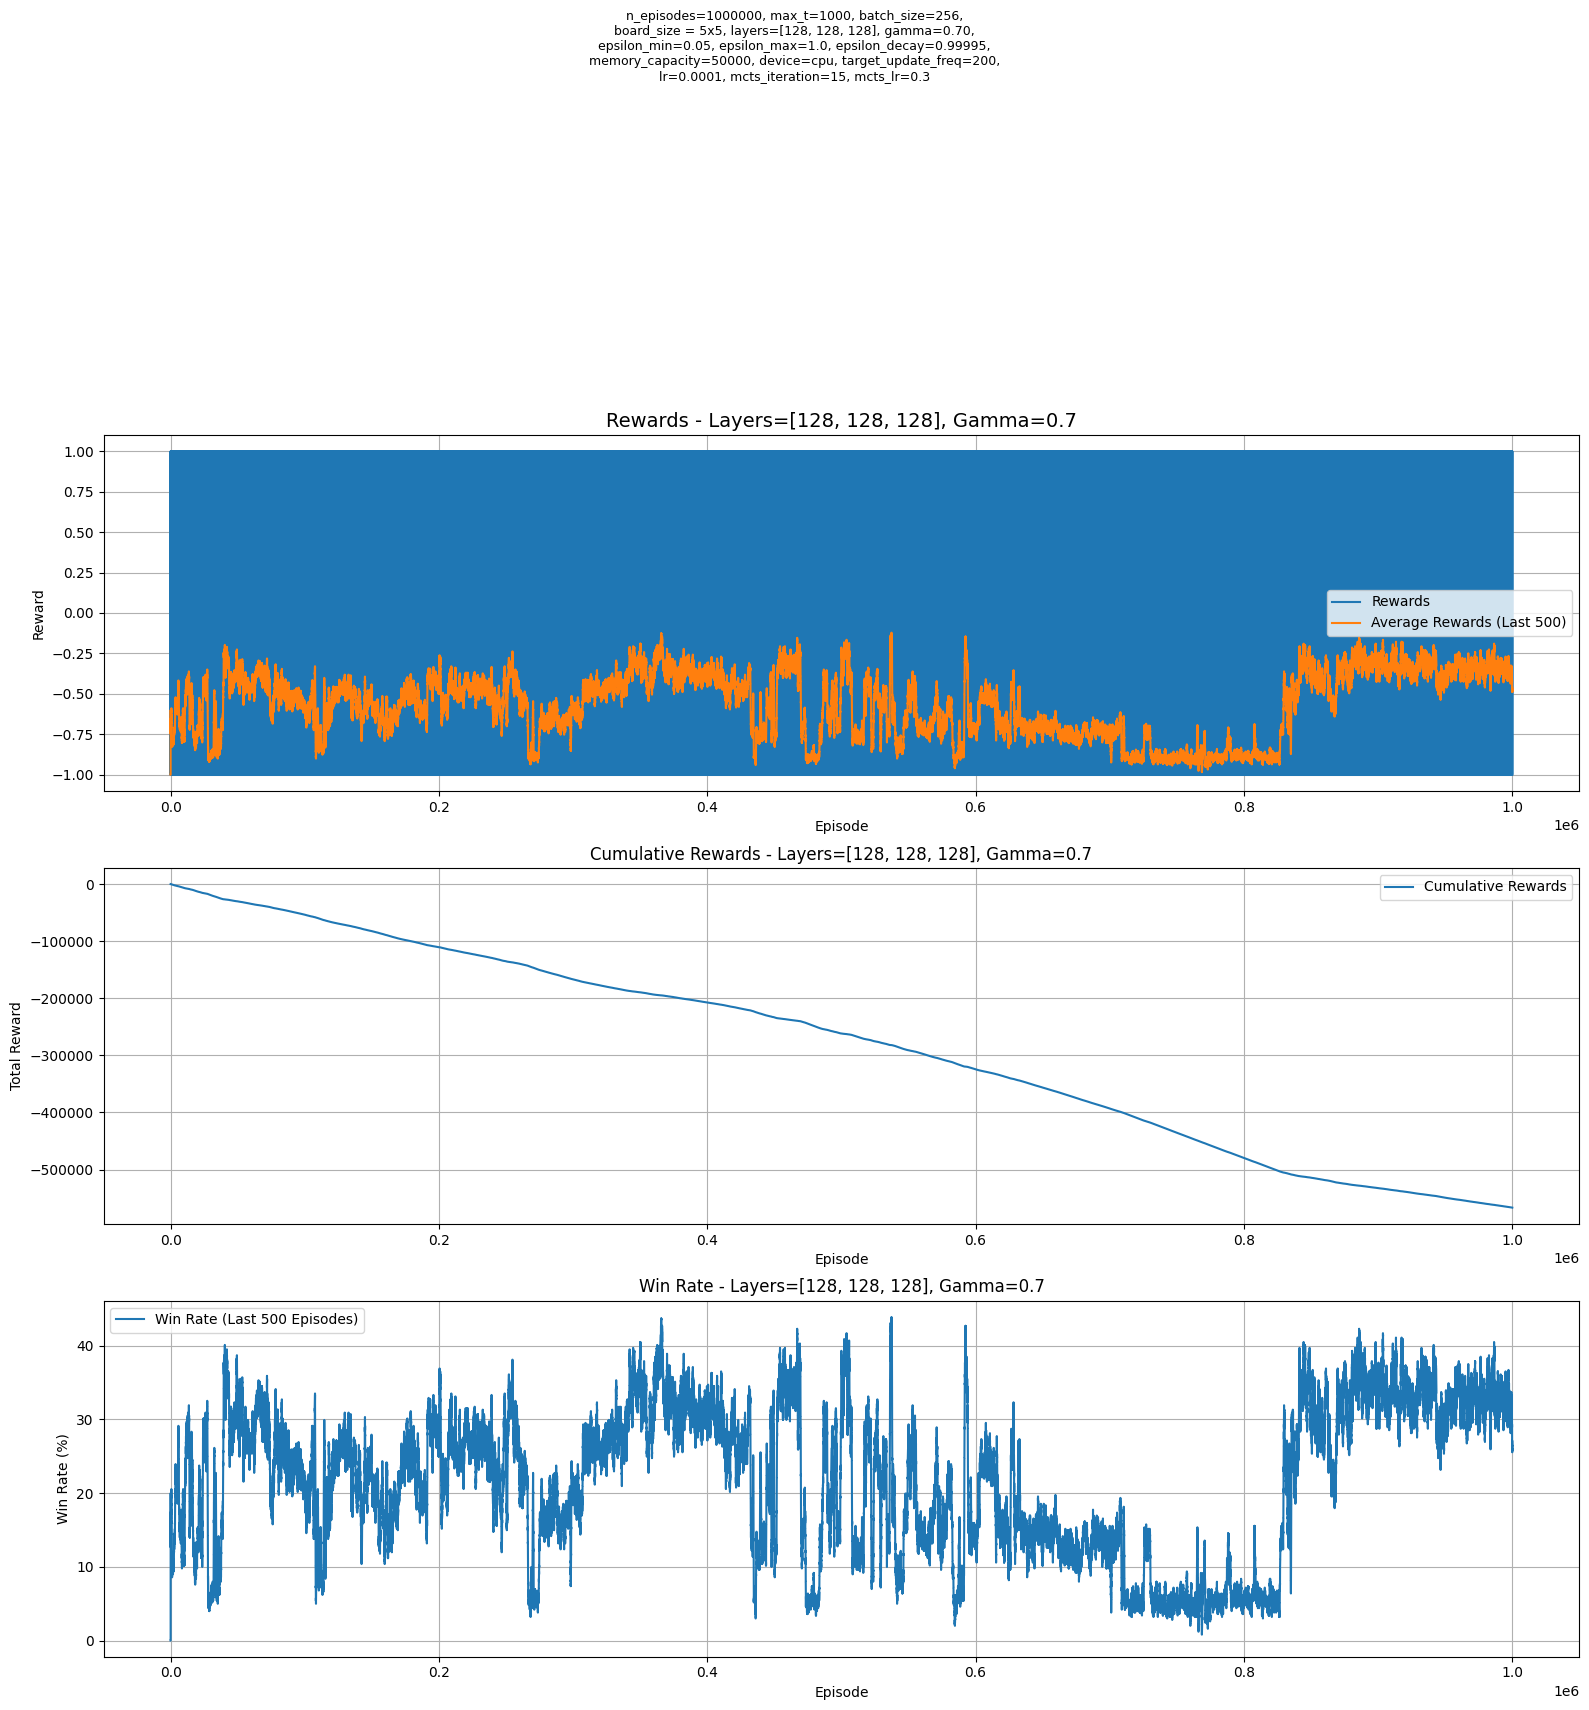 n_episodes=1000000, max_t=1000, batch_size=256,
board_size = 5x5, layers=[128, 128, 128], gamma=0.70,
epsilon_min=0.05, epsilon_max=1.0, epsilon_decay=0.99995,
memory_capacity=50000, device=cpu, target_update_freq=200,
lr=0.0001, mcts_iteration=15, mcts_lr=0.3
Rewards - Layers=[128, 128, 128], Gamma=0.7
Reward
1.00
0.75
0.50
0.25
0.00
−0.25
−0.50
−0.75
−1.00
Rewards
Average Rewards (Last 500)
0.0 0.2 0.4 0.6 0.8 1.0
Episode
1e6
Cumulative Rewards - Layers=[128, 128, 128], Gamma=0.7
Total Reward
0
−100000
−200000
−300000
−400000
−500000
Cumulative Rewards
0.0 0.2 0.4 0.6 0.8 1.0
Episode
1e6
Win Rate - Layers=[128, 128, 128], Gamma=0.7
Win Rate (%)
Win Rate (Last 500 Episodes)
40
30
20
10
0
0.0 0.2 0.4 0.6 0.8 1.0
Episode
1e6